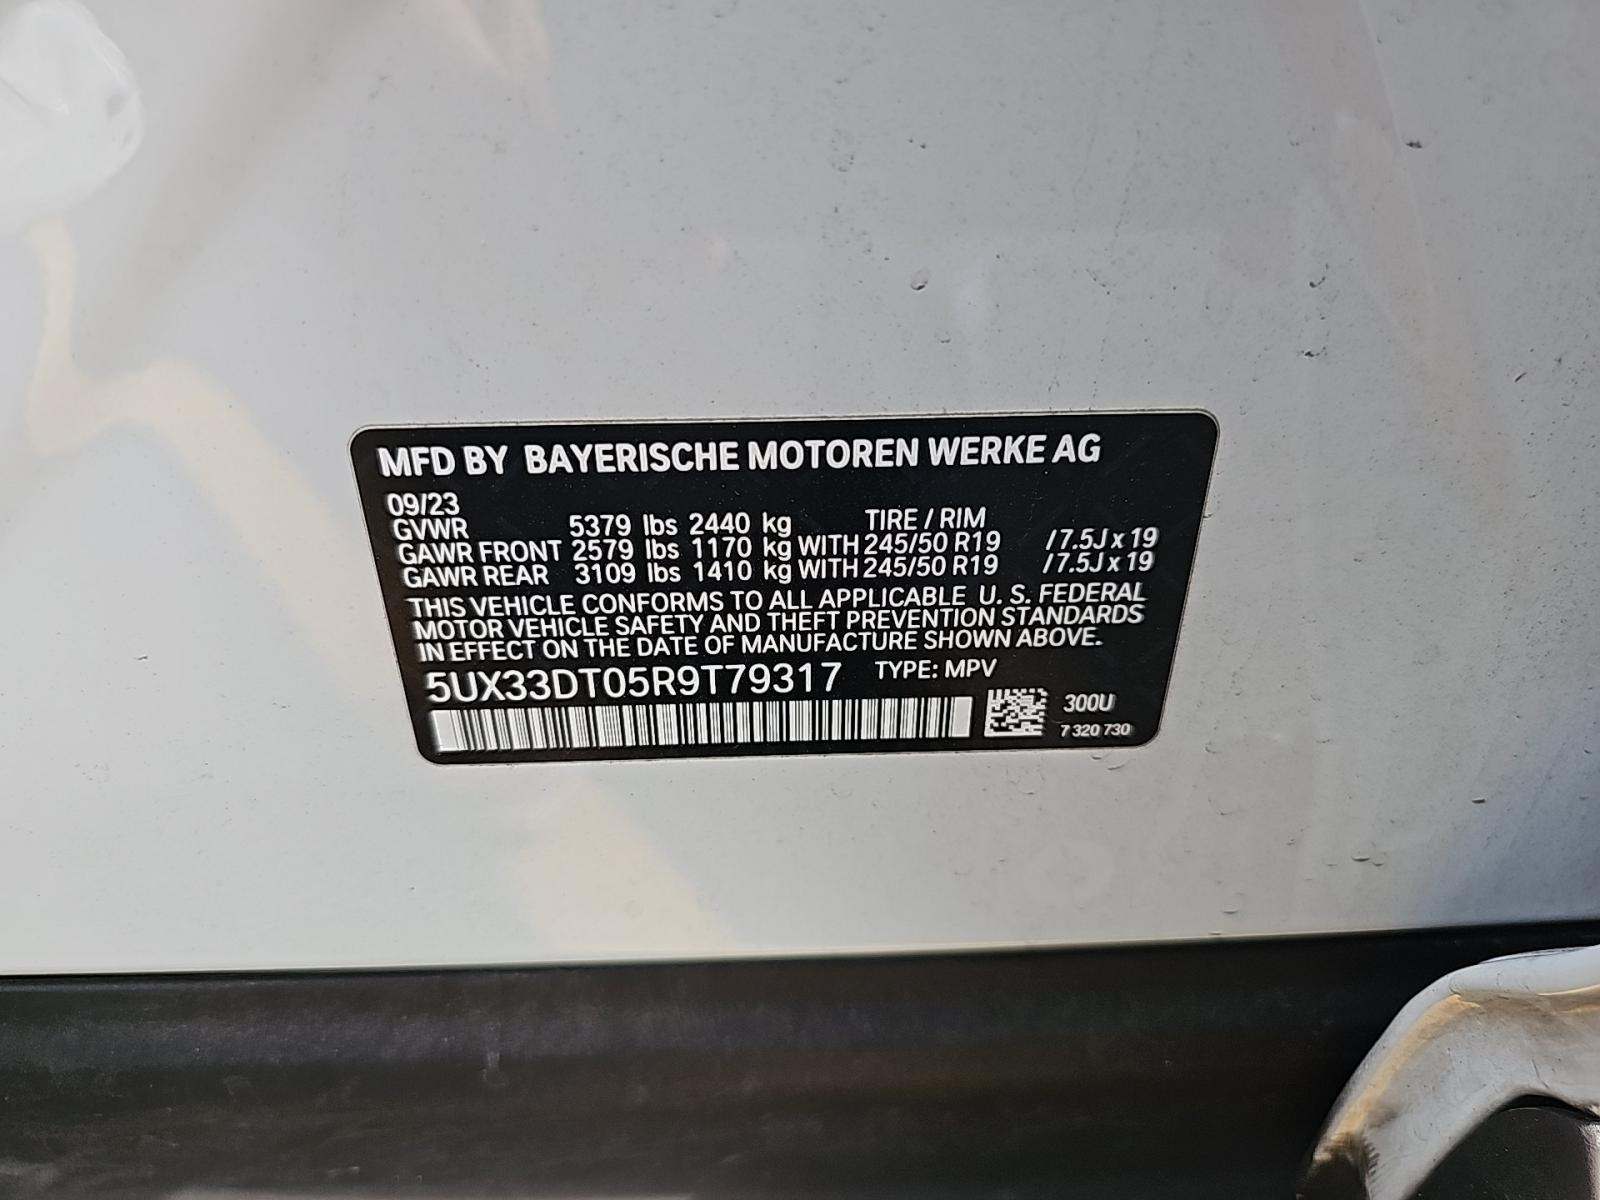 MFD BY BAYERISCHE MOTOREN WERKE AG
09/23
GVWR 5379 lbs 2440 kg TIRE / RIM
GAWR FRONT 2579 lbs 1170 kg WITH 245/50 R19 / 7.5J x 19
GAWR REAR 3109 lbs 1410 kg WITH 245/50 R19 / 7.5J x 19
THIS VEHICLE CONFORMS TO ALL APPLICABLE U. S. FEDERAL
MOTOR VEHICLE SAFETY AND THEFT PREVENTION STANDARDS
IN EFFECT ON THE DATE OF MANUFACTURE SHOWN ABOVE.
5UX33DT05R9T79317 TYPE: MPV
300U
7 320 730